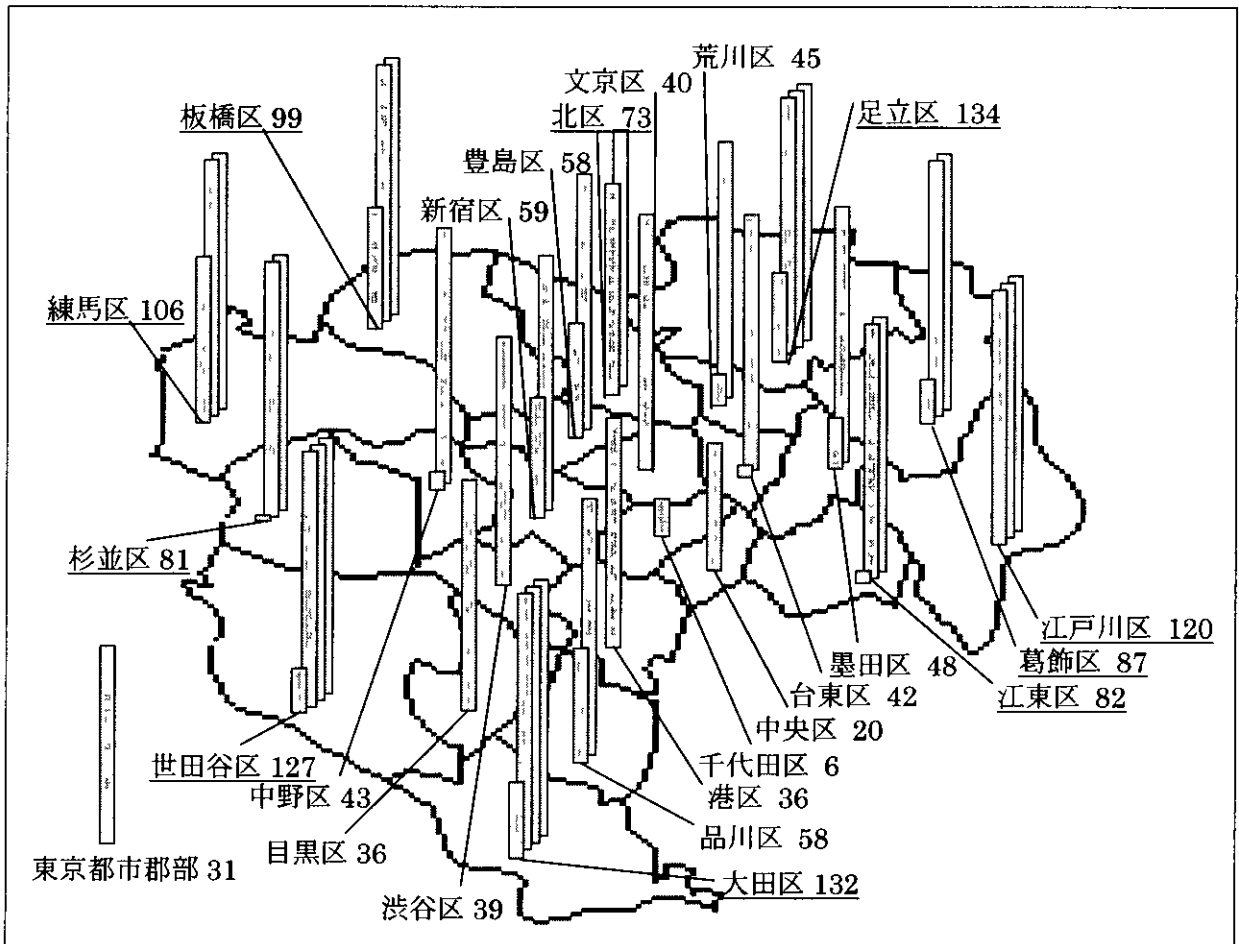 荒川区 45
文京区 40
板橋区 99
北区 73
足立区 134
豊島区 58
新宿区 59
練馬区 106
杉並区 81
江戸川区 120
墨田区 48
葛飾区 87
台東区 42
江東区 82
中央区 20
世田谷区 127
千代田区 6
中野区 43
港区 36
品川区 58
目黒区 36
東京都市郡部 31
大田区 132
渋谷区 39